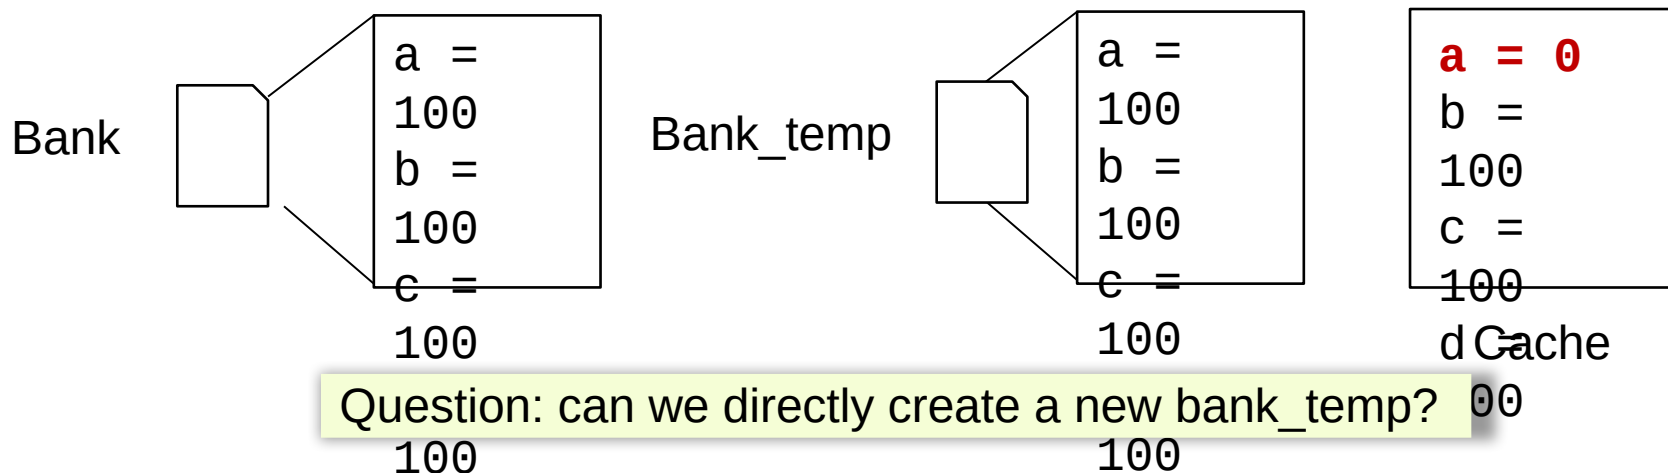 Bank
a =
100
b =
100
c =
100
100
Bank_temp
a =
100
b =
100
c =
100
100
a = 0
b =
100
c =
100
d =
00
Cache
Question: can we directly create a new bank_temp?